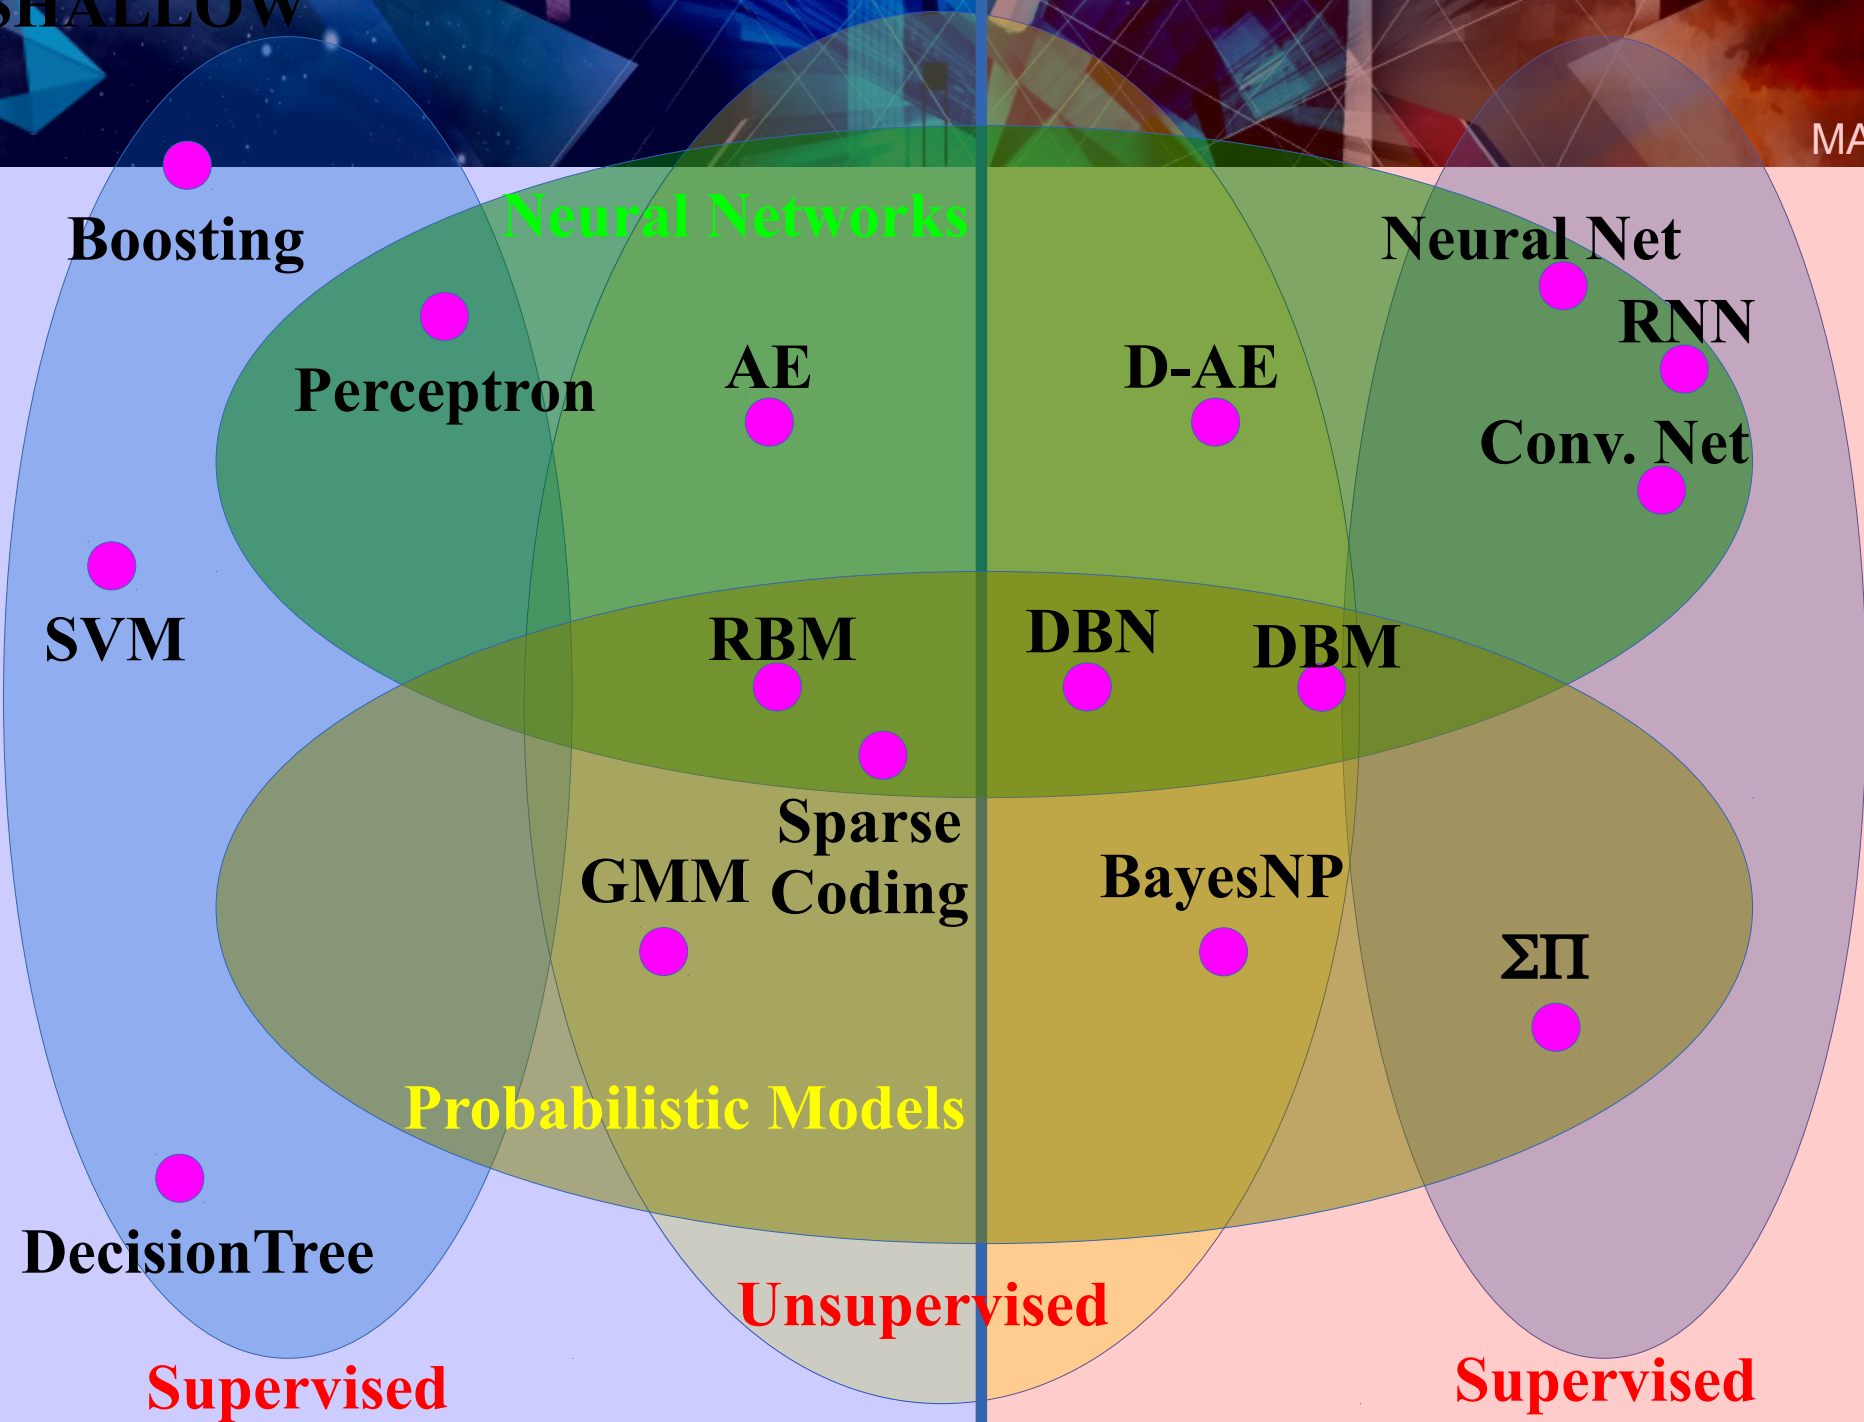 SHALLOW
MA
Boosting
Neural Networks
Neural Net
RNN
Perceptron
AE
D-AE
Conv. Net
SVM
RBM
DBN
DBM
Sparse
Coding
GMM
BayesNP
ΣΠ
Probabilistic Models
DecisionTree
Unsupervised
Supervised
Supervised